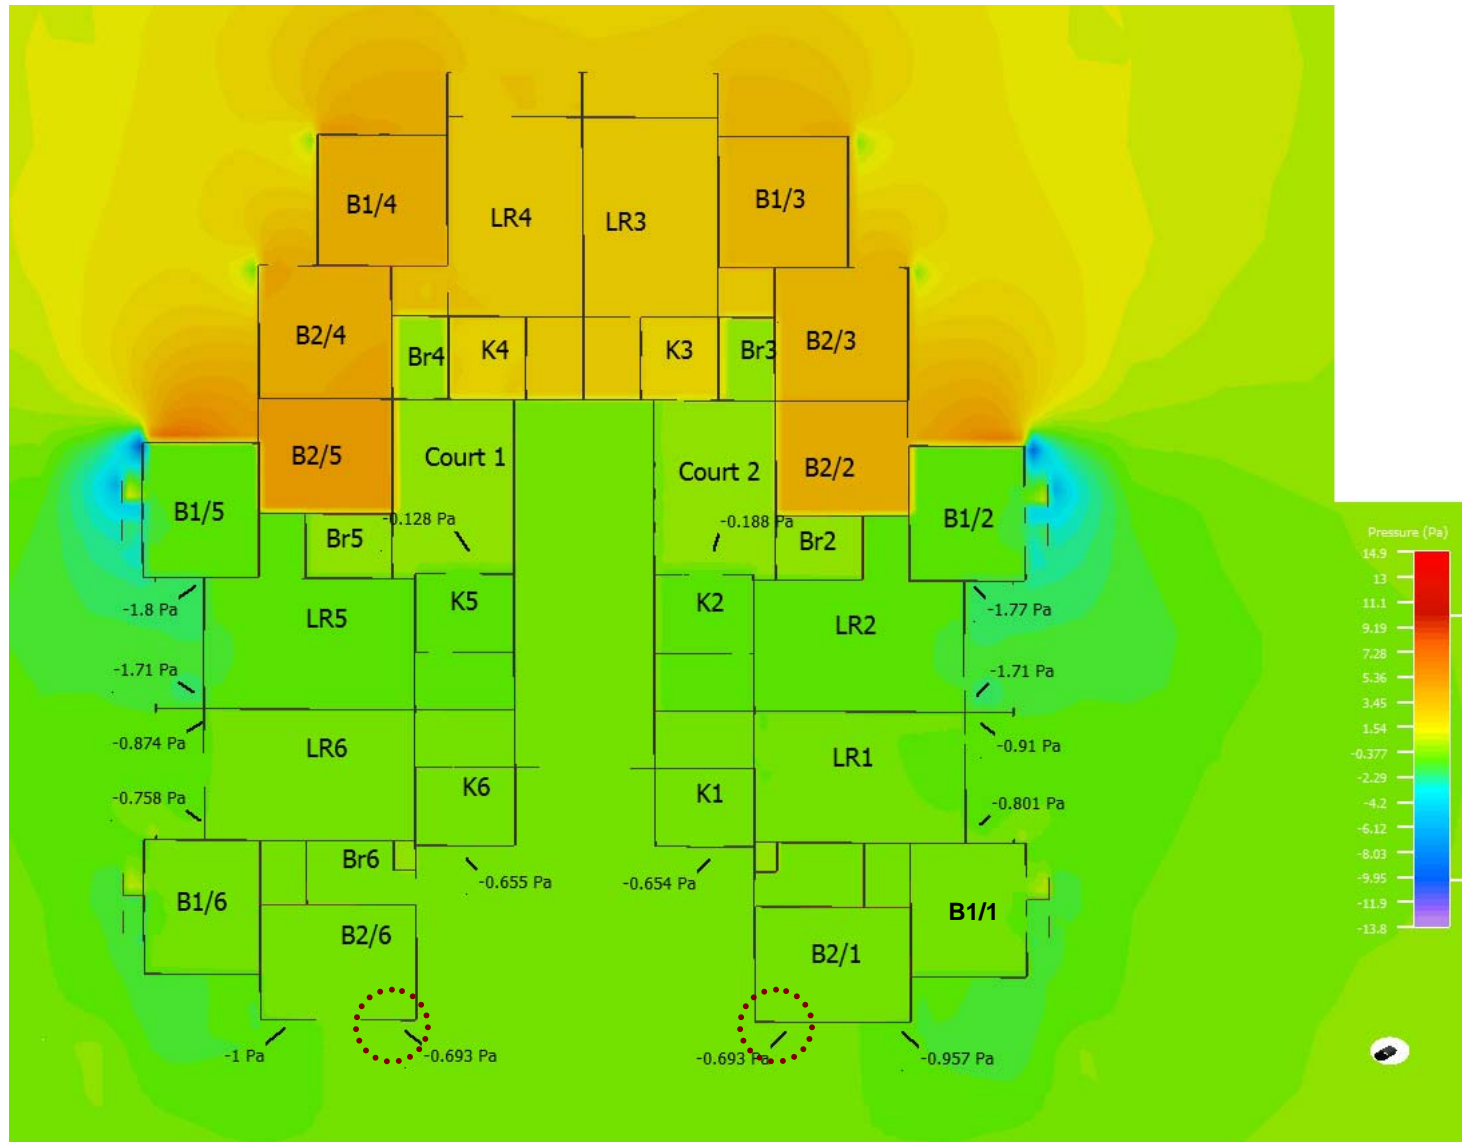 B1/4
LR4
LR3
B1/3
B2/4
Br4
K4
K3
Br3
B2/3
B2/5
Court 1
Court 2
B2/2
B1/5
-0.128 Pa
-0.188 Pa
B1/2
Br5
Br2
Pressure (Pa)
14.9
13
11.1
9.19
7.28
5.36
3.45
1.54
-0.377
-2.29
-4.2
-6.12
-8.03
-9.95
-11.9
-13.8
-1.8 Pa
LR5
K5
K2
LR2
-1.77 Pa
-1.71 Pa
-1.71 Pa
-0.874 Pa
LR6
LR1
-0.91 Pa
-0.758 Pa
K6
K1
-0.801 Pa
Br6
-0.655 Pa
-0.654 Pa
B1/6
B1/1
B2/6
B2/1
-1 Pa
-0.693 Pa
-0.693 Pa
-0.957 Pa